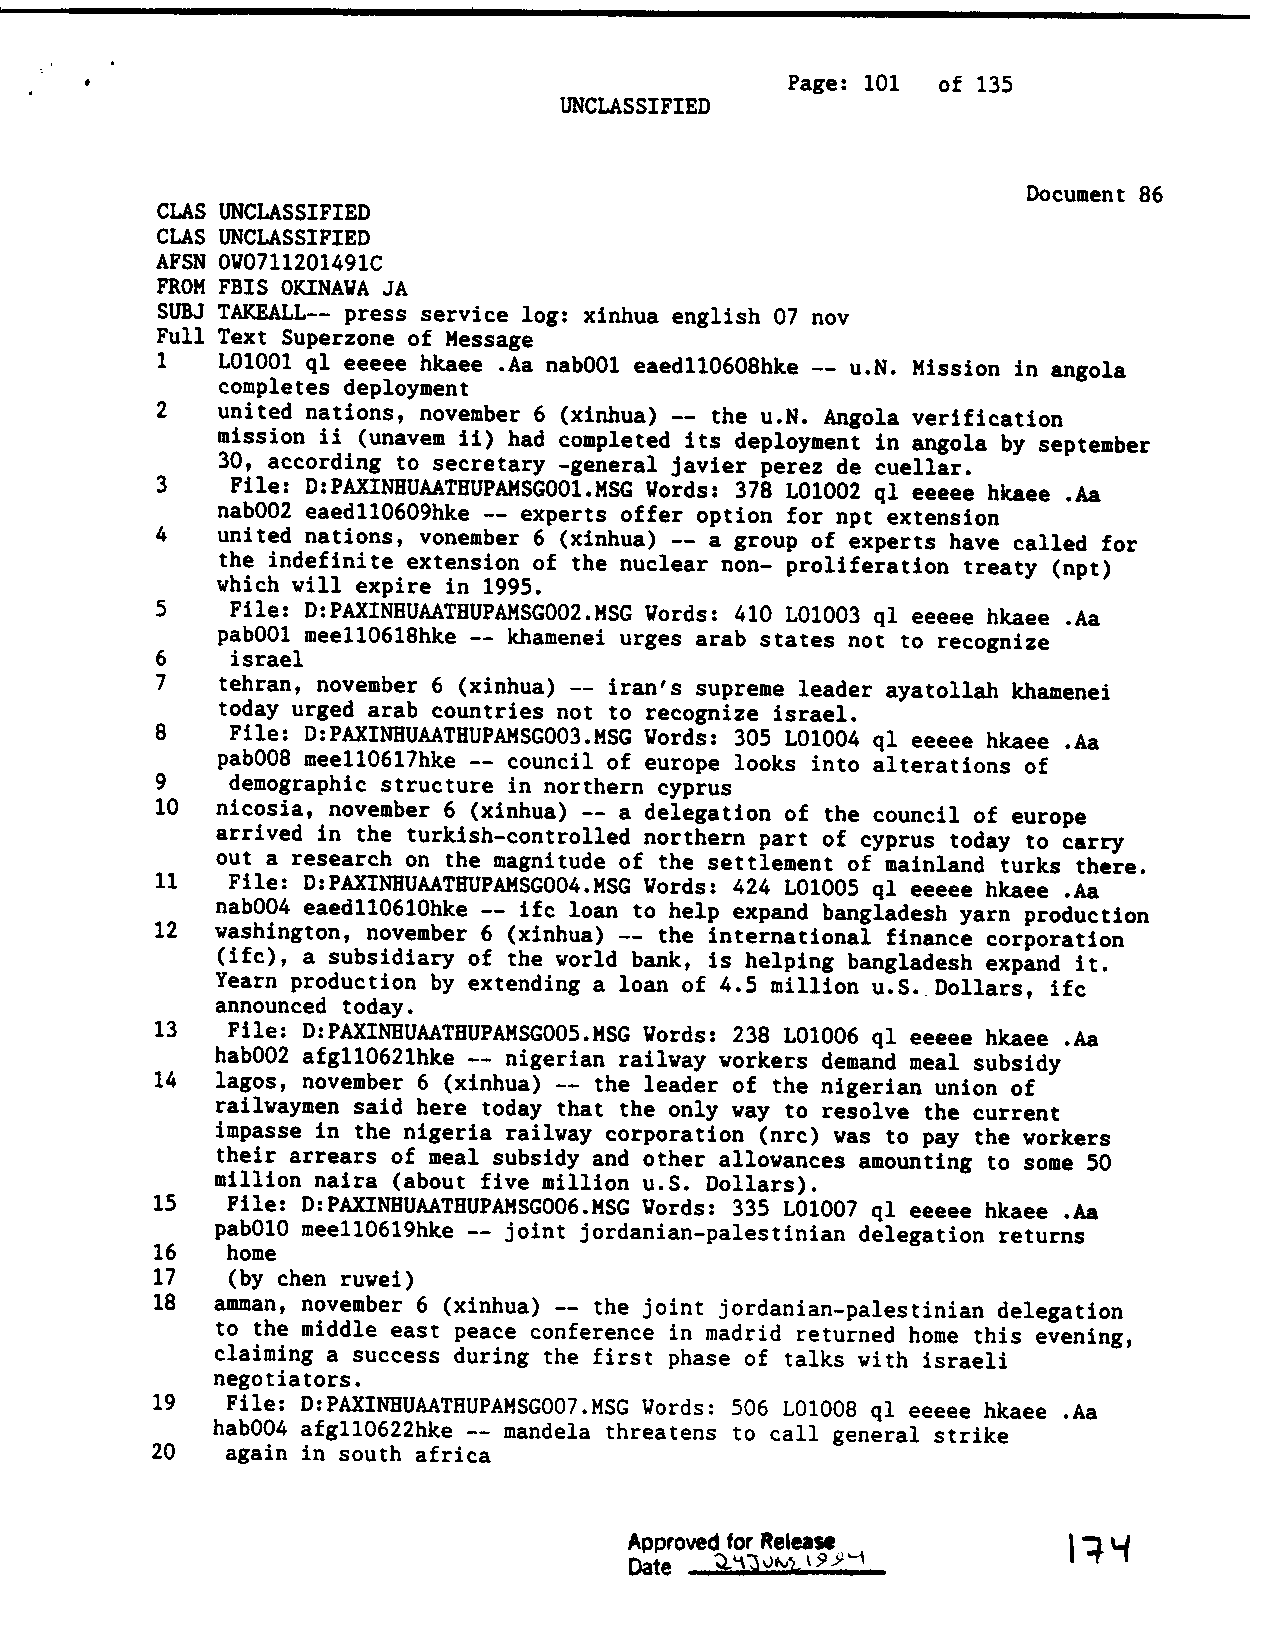 Page: 101 of 135
UNCLASSIFIED
Document 86
CLAS UNCLASSIFIED
CLAS UNCLASSIFIED
AFSN OW0711201491C
FROM FBIS OKINAWA JA
SUBJ TAKEALL-- press service log: xinhua english 07 nov
Full Text Superzone of Message
1 L01001 ql eeeee hkaee .Aa nab001 eaed110608hke -- u.N. Mission in angola
completes deployment
2 united nations, november 6 (xinhua) -- the u.N. Angola verification
mission ii (unavem ii) had completed its deployment in angola by september
30, according to secretary -general javier perez de cuellar.
3 File: D:PAXINHUAATHUPAMSG001.MSG Words: 378 L01002 ql eeeee hkaee .Aa
nab002 eaed110609hke -- experts offer option for npt extension
4 united nations, vonember 6 (xinhua) -- a group of experts have called for
the indefinite extension of the nuclear non- proliferation treaty (npt)
which will expire in 1995.
5 File: D:PAXINHUAATHUPAMSG002.MSG Words: 410 L01003 ql eeeee hkaee .Aa
pab001 mee110618hke -- khamenei urges arab states not to recognize
6 israel
7 tehran, november 6 (xinhua) -- iran's supreme leader ayatollah khamenei
today urged arab countries not to recognize israel.
8 File: D:PAXINHUAATHUPAMSG003.MSG Words: 305 L01004 ql eeeee hkaee .Aa
pab008 mee110617hke -- council of europe looks into alterations of
9 demographic structure in northern cyprus
10 nicosia, november 6 (xinhua) -- a delegation of the council of europe
arrived in the turkish-controlled northern part of cyprus today to carry
out a research on the magnitude of the settlement of mainland turks there.
11 File: D:PAXINHUAATHUPAMSG004.MSG Words: 424 L01005 ql eeeee hkaee .Aa
nab004 eaed110610hke -- ifc loan to help expand bangladesh yarn production
12 washington, november 6 (xinhua) -- the international finance corporation
(ifc), a subsidiary of the world bank, is helping bangladesh expand it.
Yearn production by extending a loan of 4.5 million u.S. Dollars, ifc
announced today.
13 File: D:PAXINHUAATHUPAMSG005.MSG Words: 238 L01006 ql eeeee hkaee .Aa
hab002 afg110621hke -- nigerian railway workers demand meal subsidy
14 lagos, november 6 (xinhua) -- the leader of the nigerian union of
railwaymen said here today that the only way to resolve the current
impasse in the nigeria railway corporation (nrc) was to pay the workers
their arrears of meal subsidy and other allowances amounting to some 50
million naira (about five million u.S. Dollars).
15 File: D:PAXINHUAATHUPAMSG006.MSG Words: 335 L01007 ql eeeee hkaee .Aa
pab010 mee110619hke -- joint jordanian-palestinian delegation returns
16 home
17 (by chen ruwei)
18 amman, november 6 (xinhua) -- the joint jordanian-palestinian delegation
to the middle east peace conference in madrid returned home this evening,
claiming a success during the first phase of talks with israeli
negotiators.
19 File: D:PAXINHUAATHUPAMSG007.MSG Words: 506 L01008 ql eeeee hkaee .Aa
hab004 afg110622hke -- mandela threatens to call general strike
20 again in south africa
Approved for Release
Date 24 JUN 1994
174